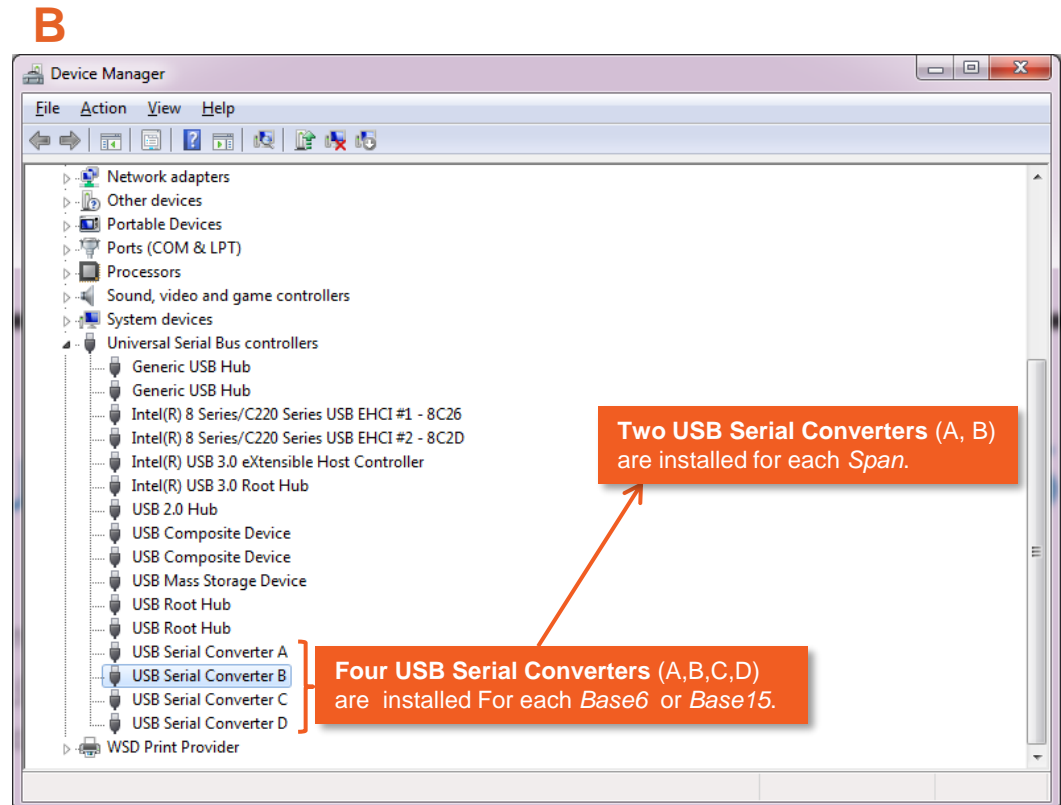 B
Device Manager
File Action View Help
Network adapters
Other devices
Portable Devices
Ports (COM & LPT)
Processors
Sound, video and game controllers
System devices
Universal Serial Bus controllers
Generic USB Hub
Generic USB Hub
Intel(R) 8 Series/C220 Series USB EHCI #1 - 8C26
Intel(R) 8 Series/C220 Series USB EHCI #2 - 8C2D
Intel(R) USB 3.0 eXtensible Host Controller
Intel(R) USB 3.0 Root Hub
USB 2.0 Hub
USB Composite Device
USB Composite Device
USB Mass Storage Device
USB Root Hub
USB Root Hub
USB Serial Converter A
USB Serial Converter B
USB Serial Converter C
USB Serial Converter D
WSD Print Provider
Two USB Serial Converters (A, B)
are installed for each Span.
Four USB Serial Converters (A,B,C,D)
are installed For each Base6 or Base15.